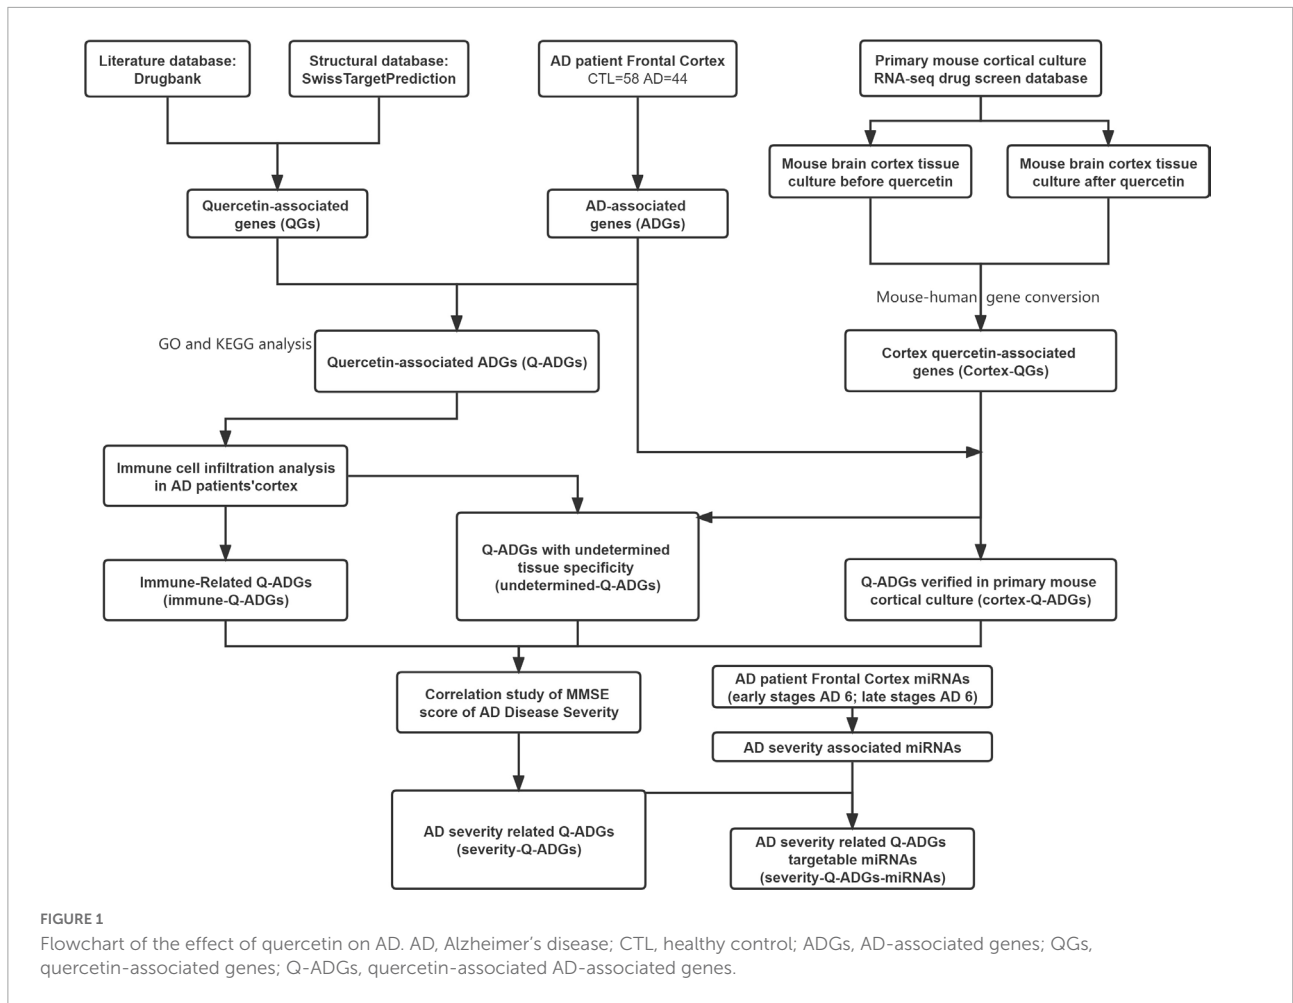 Literature database:
Drugbank
Structural database:
SwissTargetPrediction
AD patient Frontal Cortex
CTL=58 AD=44
Primary mouse cortical culture
RNA-seq drug screen database
Mouse brain cortex tissue
culture before quercetin
Mouse brain cortex tissue
culture after quercetin
Quercetin-associated
genes (QGs)
AD-associated
genes (ADGs)
Mouse-human gene conversion
GO and KEGG analysis
Quercetin-associated ADGs (Q-ADGs)
Cortex quercetin-associated
genes (Cortex-QGs)
Immune cell infiltration analysis
in AD patients'cortex
Q-ADGs with undetermined
tissue specificity
(undetermined-Q-ADGs)
Immune-Related Q-ADGs
(immune-Q-ADGs)
Q-ADGs verified in primary mouse
cortical culture (cortex-Q-ADGs)
Correlation study of MMSE
score of AD Disease Severity
AD patient Frontal Cortex miRNAs
(early stages AD 6; late stages AD 6)
AD severity associated miRNAs
AD severity related Q-ADGs
(severity-Q-ADGs)
AD severity related Q-ADGs
targetable miRNAs
(severity-Q-ADGs-miRNAs)
FIGURE 1
Flowchart of the effect of quercetin on AD. AD, Alzheimer's disease; CTL, healthy control; ADGs, AD-associated genes; QGs,
quercetin-associated genes; Q-ADGs, quercetin-associated AD-associated genes.